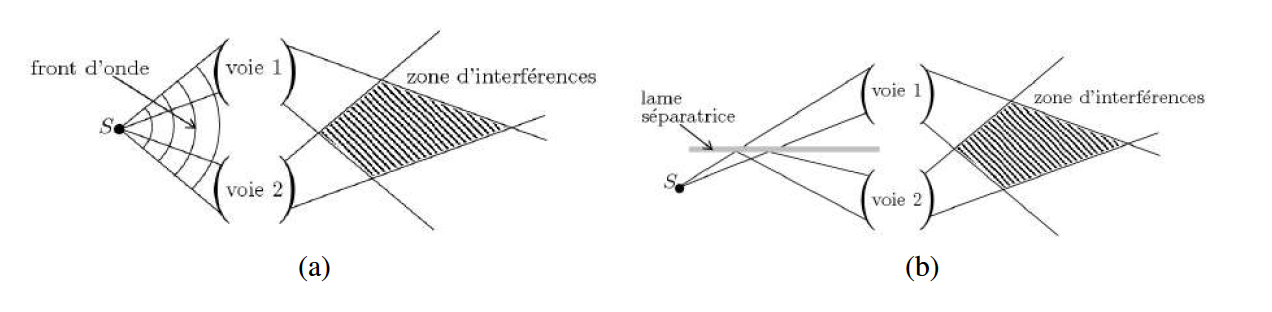 front d'onde
voie 1
zone d'interférences
S
voie 2
(a)
lame
séparatrice
voie 1
zone d'interférences
S
voie 2
(b)